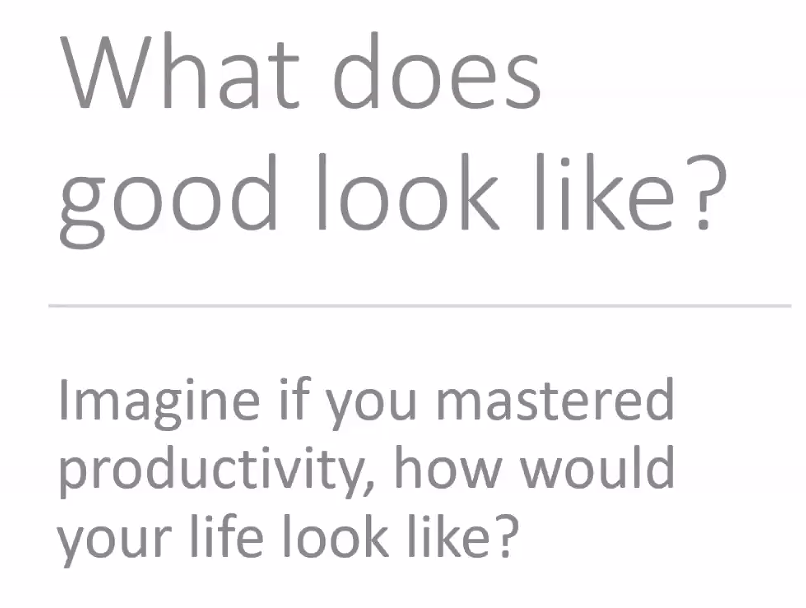 What does
good look like?
Imagine if you mastered
productivity, how would
your life look like?